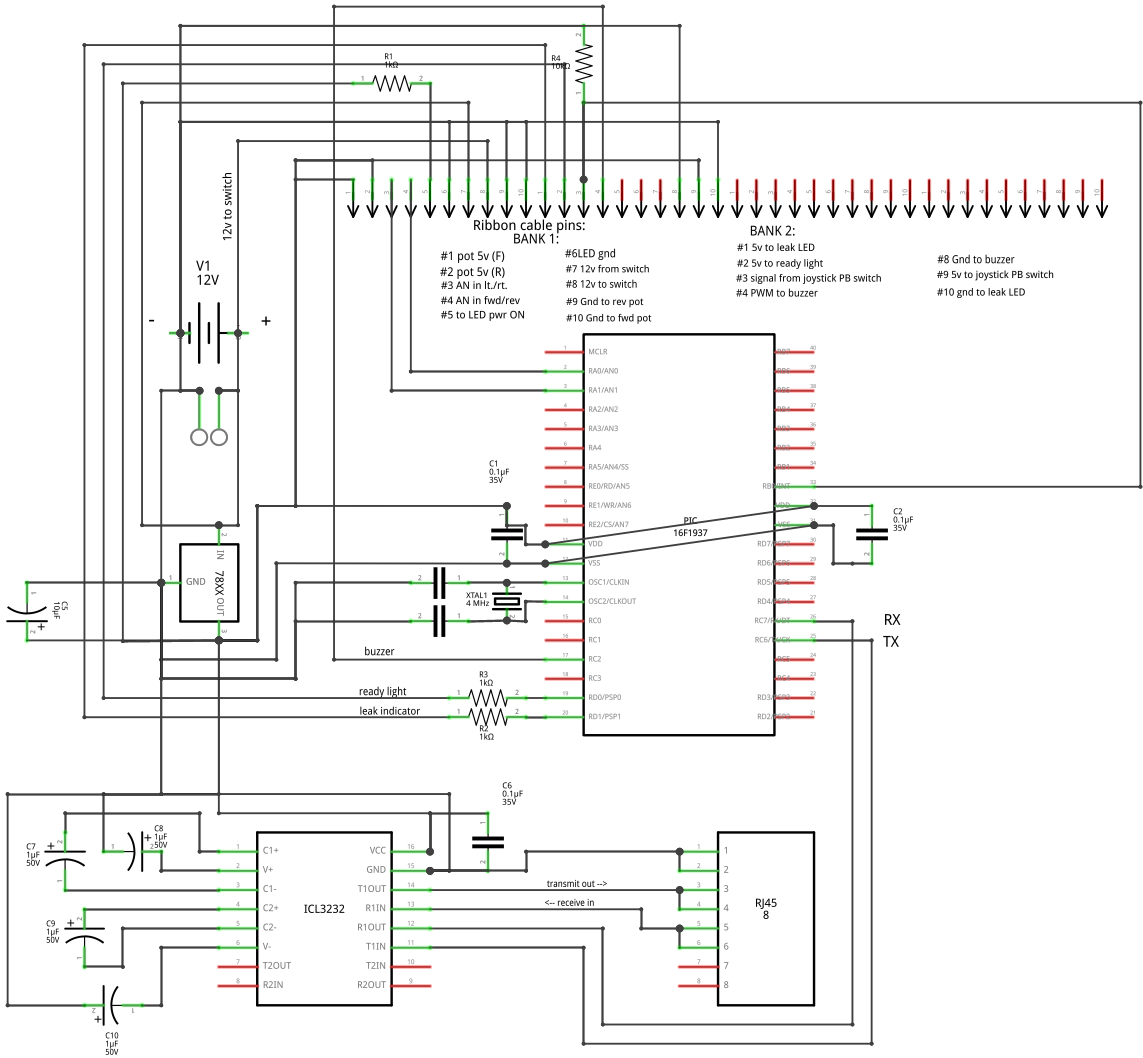 R1
1kΩ
R4
10kΩ
12v to switch
V1
12V
-
+
Ribbon cable pins:
BANK 1:
#1 pot 5v (F)
#2 pot 5v (R)
#3 AN in lt./rt.
#4 AN in fwd/rev
#5 to LED pwr ON
#6LED gnd
#7 12v from switch
#8 12v to switch
#9 Gnd to rev pot
#10 Gnd to fwd pot
BANK 2:
#1 5v to leak LED
#2 5v to ready light
#3 signal from joystick PB switch
#4 PWM to buzzer
#8 Gnd to buzzer
#9 5v to joystick PB switch
#10 gnd to leak LED
MCLR
RA0/AN0
RA1/AN1
RA2/AN2
RA3/AN3
RA4
RA5/AN4/SS
RE0/RD/AN5
RE1/WR/AN6
RE2/CS/AN7
VDD
VSS
OSC1/CLKIN
OSC2/CLKOUT
RC0
RC1
RC2
RC3
RD0/PSP0
RD1/PSP1
PIC
16F1937
C1
0.1µF
35V
C2
0.1µF
35V
XTAL1
4 MHz
RX
TX
IN
GND
78XX
OUT
C5
10µF
buzzer
ready light
leak indicator
R3
1kΩ
R2
1kΩ
C6
0.1µF
35V
C7
1µF
50V
C8
1µF
50V
C9
1µF
50V
C10
1µF
50V
ICL3232
C1+
V+
C1-
C2+
C2-
V-
T2OUT
R2IN
VCC
GND
T1OUT
R1IN
R1OUT
T1IN
T2IN
R2OUT
transmit out -->
<-- receive in
RJ45
8
1
2
3
4
5
6
7
8